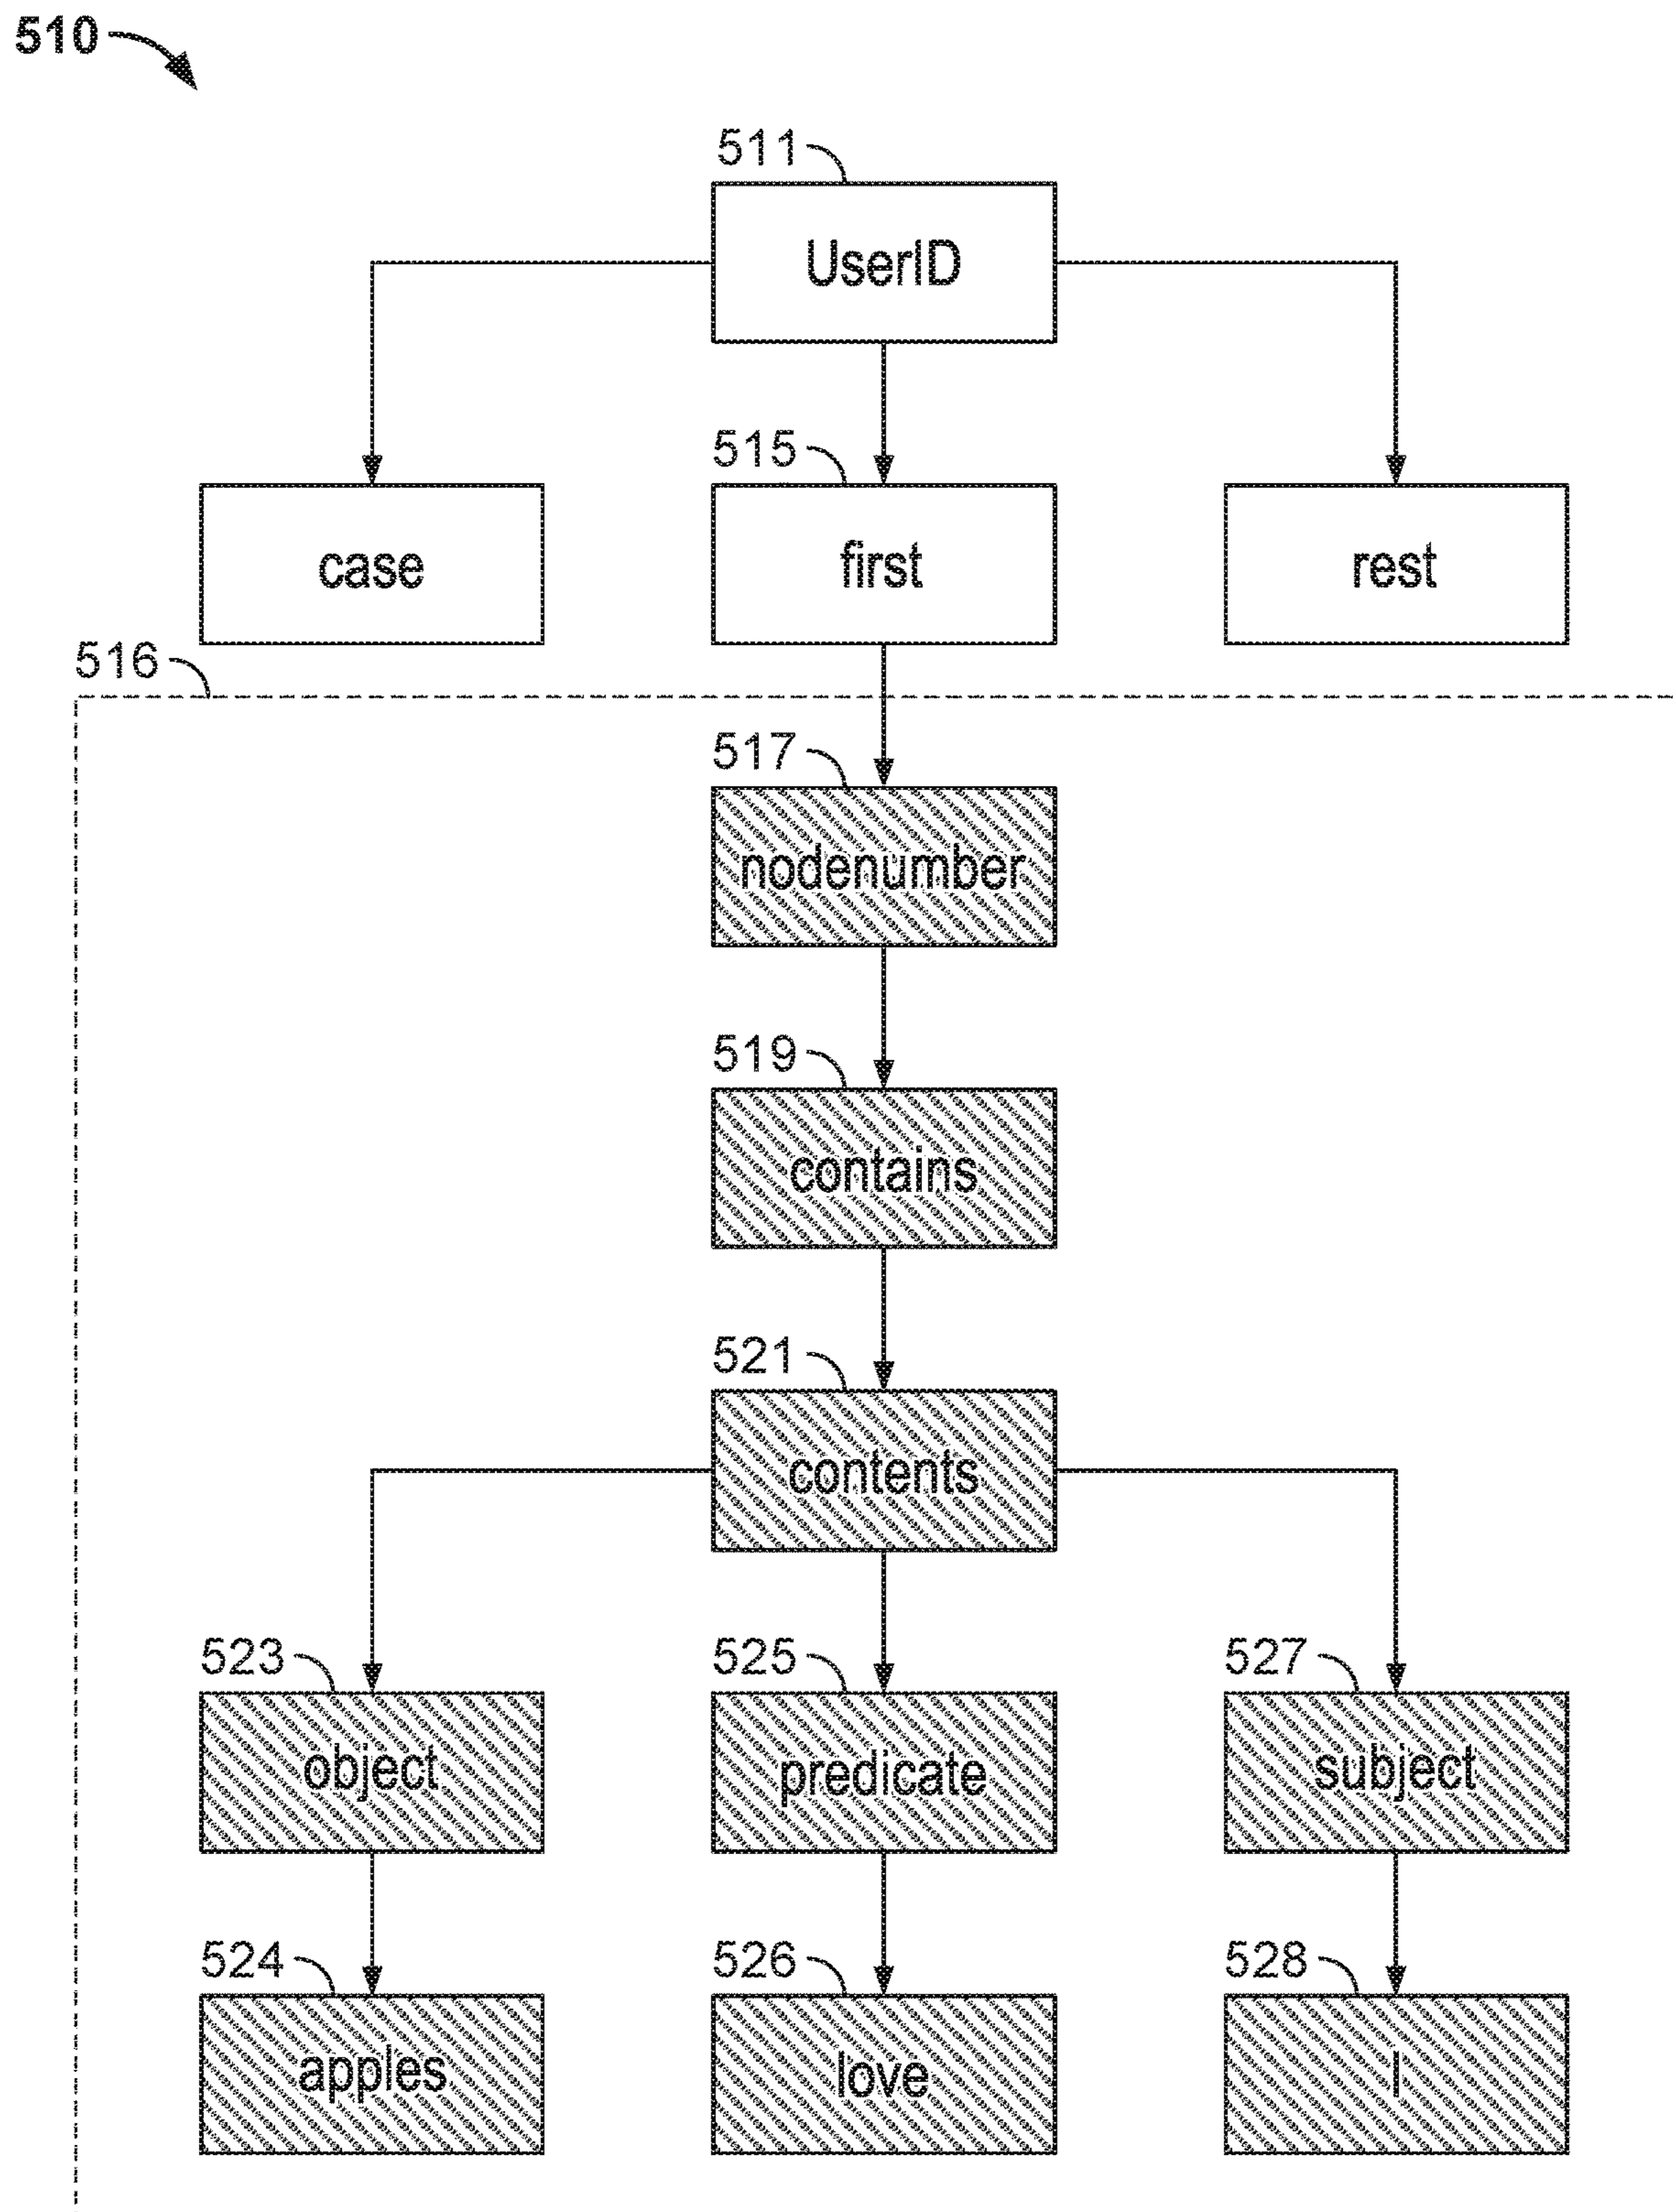 510
511
UserID
515
case
first
rest
516
517
nodenumber
519
contains
521
contents
523
525
527
object
predicate
subject
524
526
528
apples
love
I